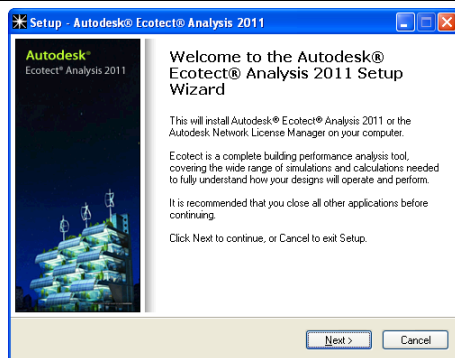 Setup - Autodesk® Ecotect® Analysis 2011
Autodesk®
Ecotect® Analysis 2011
Welcome to the Autodesk®
Ecotect® Analysis 2011 Setup
Wizard
This will install Autodesk® Ecotect® Analysis 2011 or the
Autodesk Network License Manager on your computer.
Ecotect is a complete building performance analysis tool,
covering the wide range of simulations and calculations needed
to fully understand how your designs will operate and perform.
It is recommended that you close all other applications before
continuing.
Click Next to continue, or Cancel to exit Setup.
Next >
Cancel